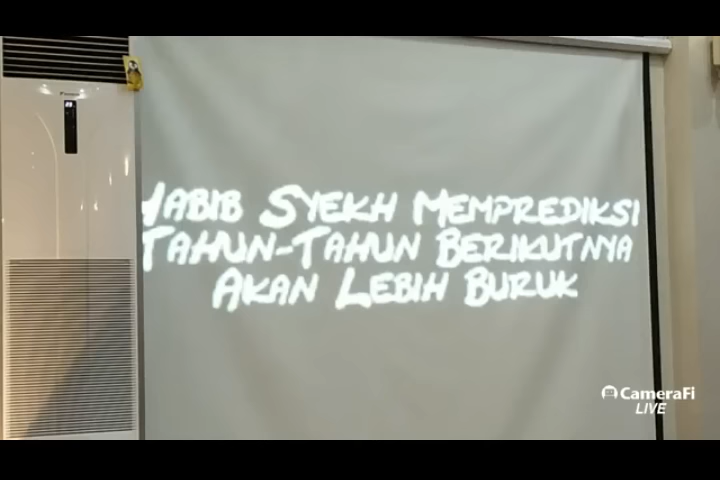 HABIB SYEKH MEMPREDIKSI
TAHUN-TAHUN BERIKUTNYA
AKAN LEBIH BURUK
CameraFi
LIVE